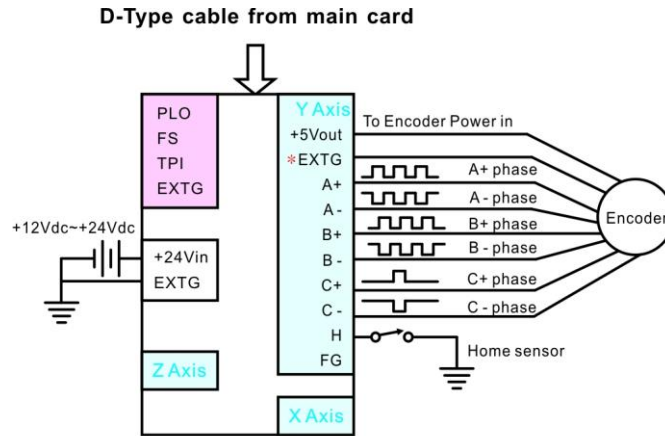 D-Type cable from main card
PLO
FS
TPI
EXTG
+12Vdc~+24Vdc
+24Vin
EXTG
Z Axis
Y Axis
+5Vout
*EXTG
A+
A-
B+
B-
C+
C-
H
FG
X Axis
To Encoder Power in
A+ phase
A- phase
B+ phase
B- phase
C+ phase
C- phase
Home sensor
Encoder